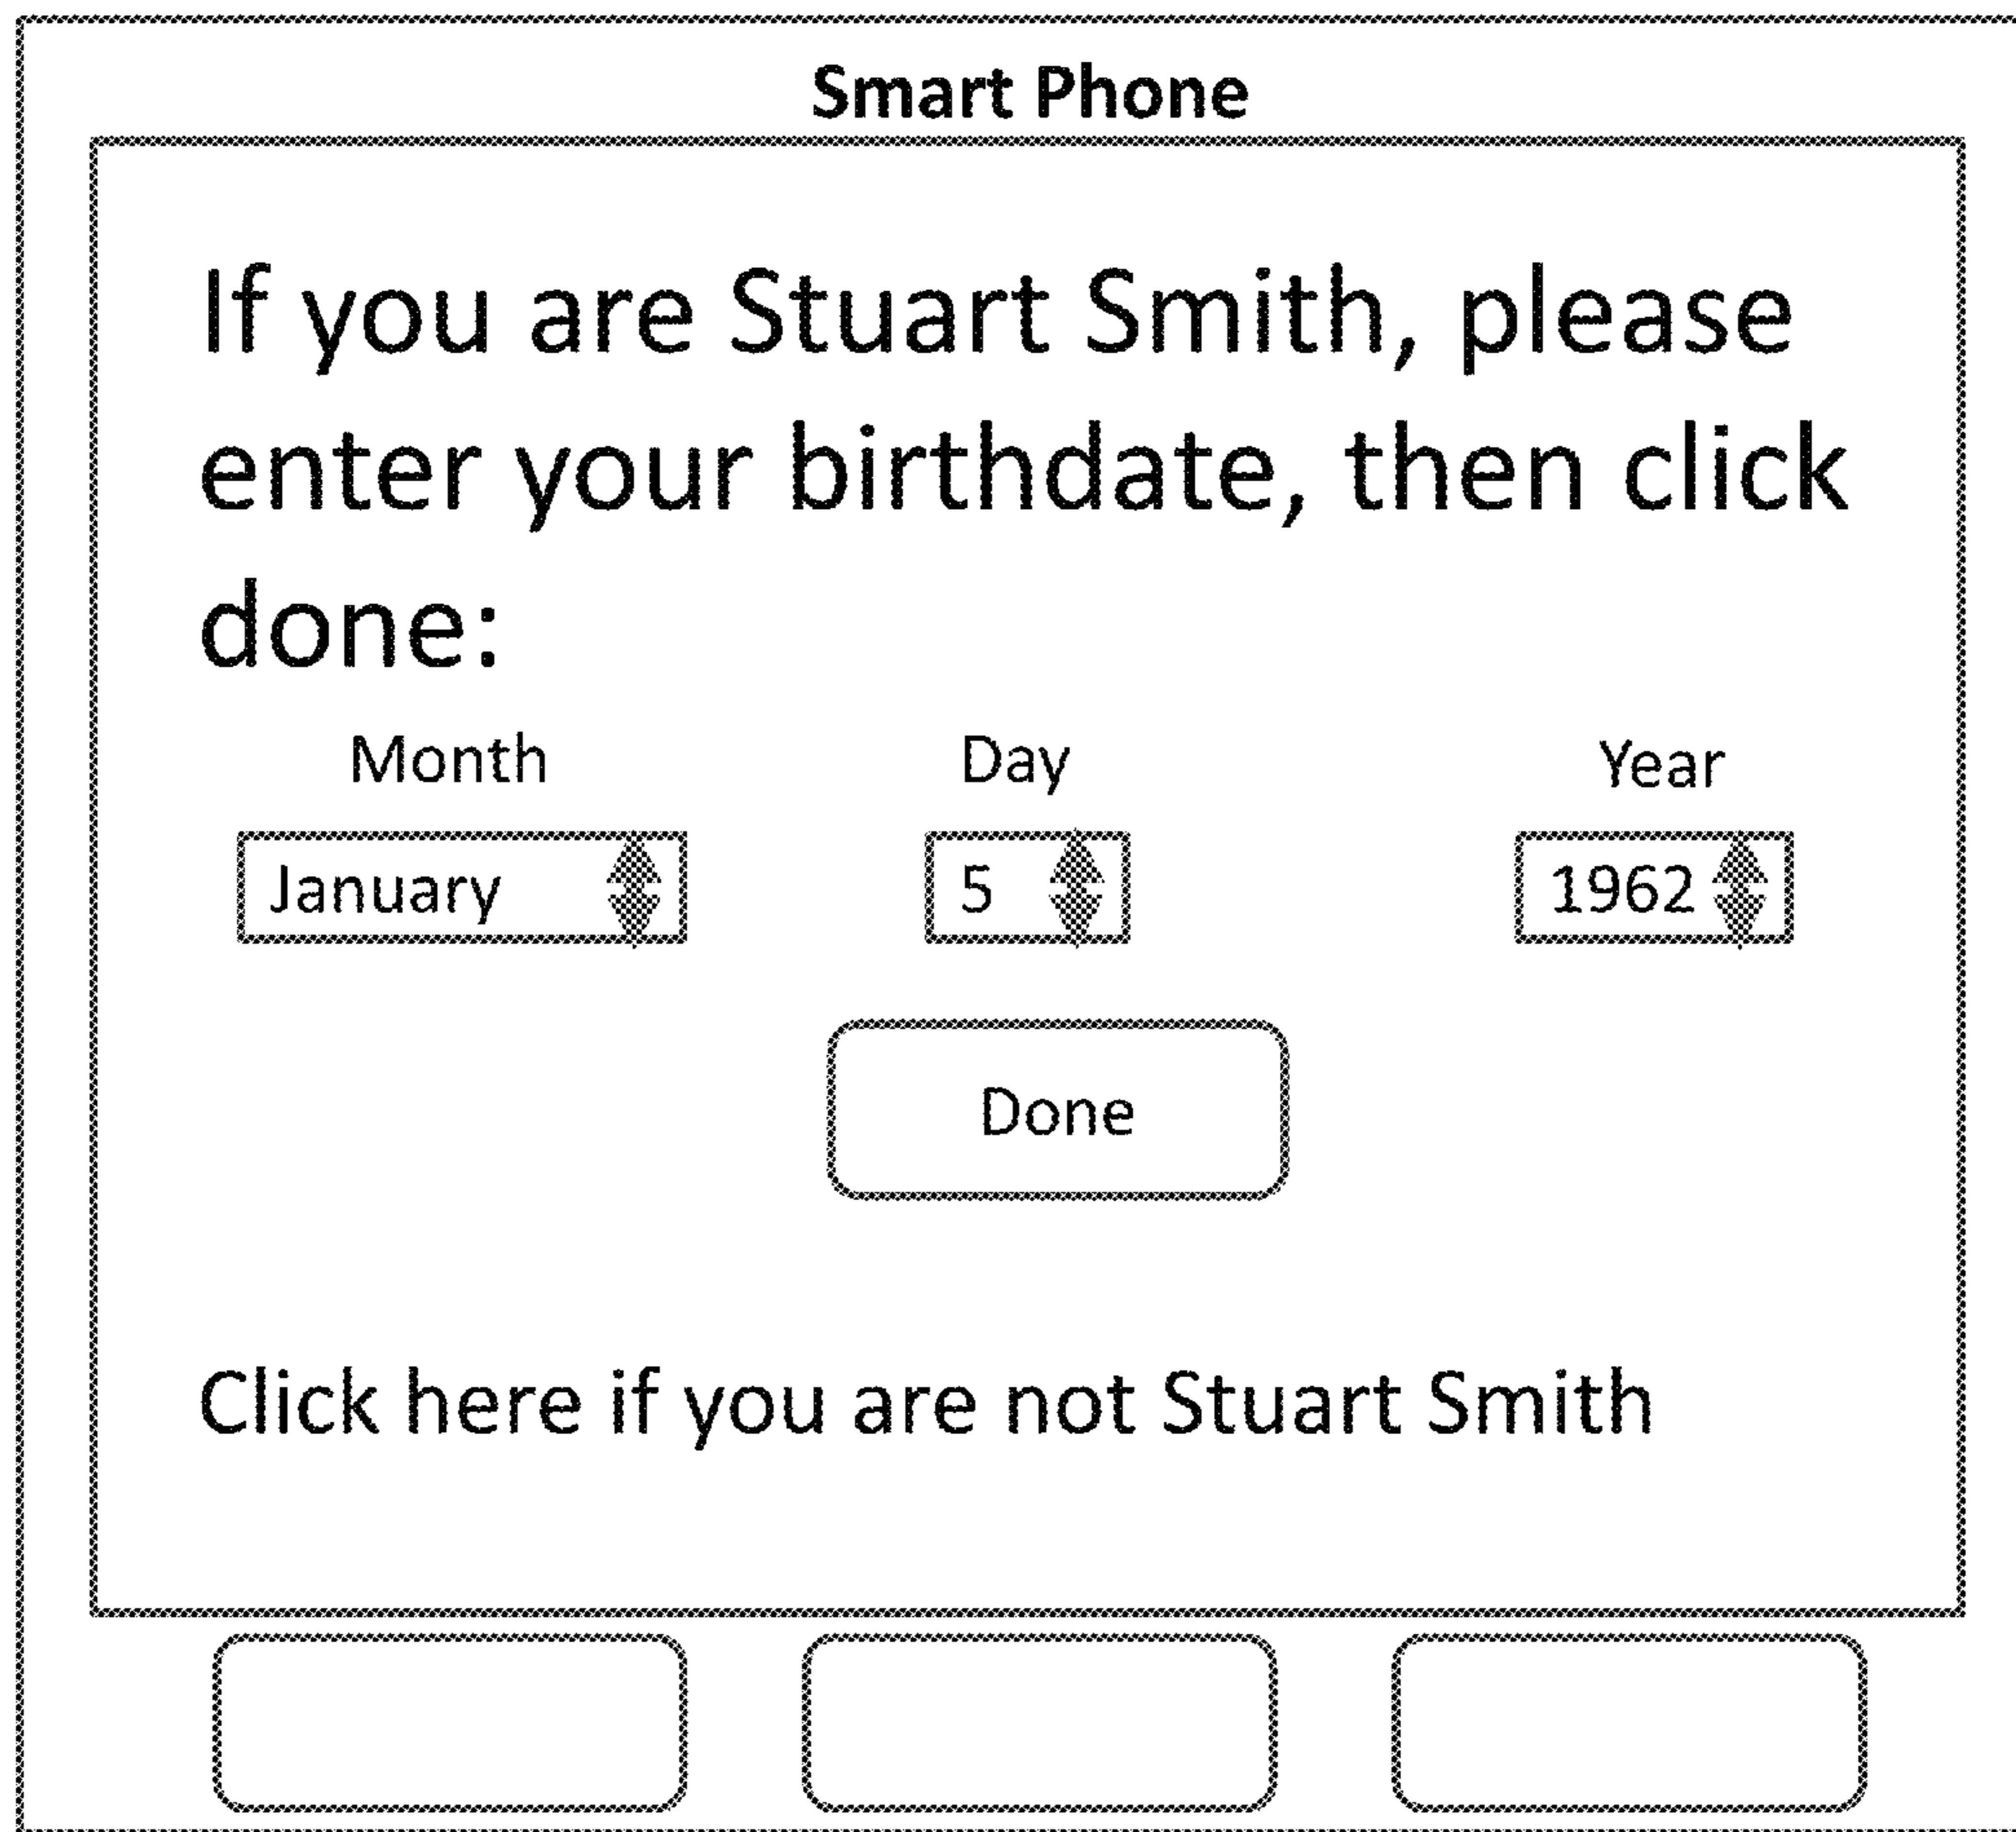 Smart Phone
If you are Stuart Smith, please
enter your birthdate, then click
done:
Month Day Year
January 5 1962
Done
Click here if you are not Stuart Smith